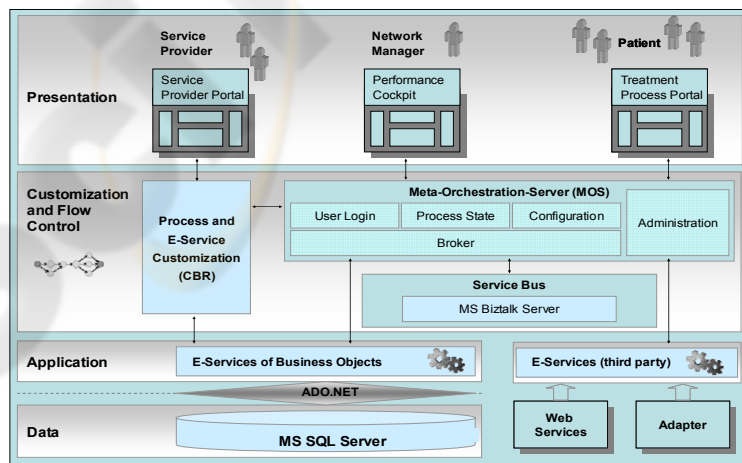 Service
Provider
Network
Manager
Patient
Presentation
Service
Provider Portal
Performance
Cockpit
Treatment
Process Portal
Customization
and Flow
Control
Process and
E-Service
Customization
(CBR)
Meta-Orchestration-Server (MOS)
User Login
Process State
Configuration
Administration
Broker
Service Bus
MS Biztalk Server
Application
E-Services of Business Objects
E-Services (third party)
ADO.NET
Data
MS SQL Server
Web
Services
Adapter